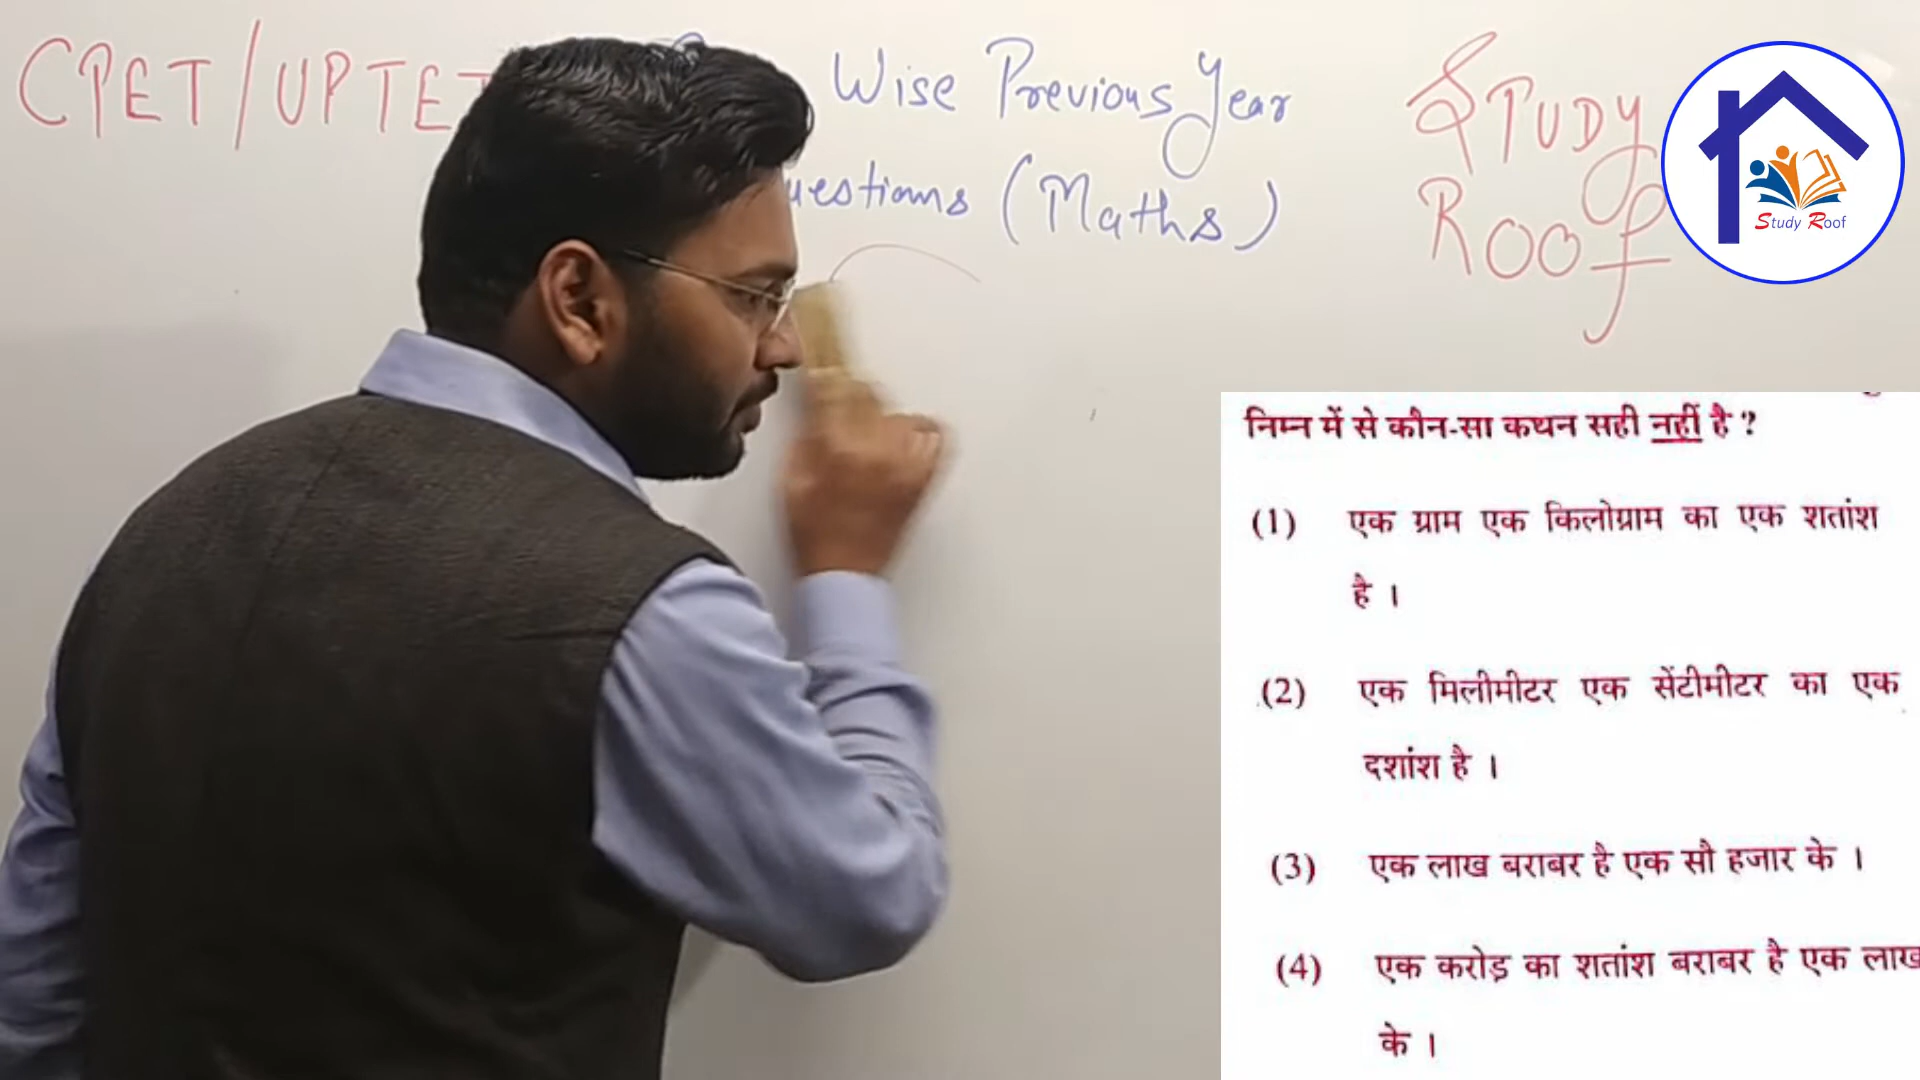 CPET/UPTET Wise Previous Year
Questions (Maths)
STUDY
ROOF
Study Roof
निम्न में से कौन-सा कथन सही नहीं है ?
(1) एक ग्राम एक किलोग्राम का एक शतांश
है ।
(2) एक मिलीमीटर एक सेंटीमीटर का एक
दशांश है ।
(3) एक लाख बराबर है एक सौ हजार के ।
(4) एक करोड़ का शतांश बराबर है एक लाख
के ।